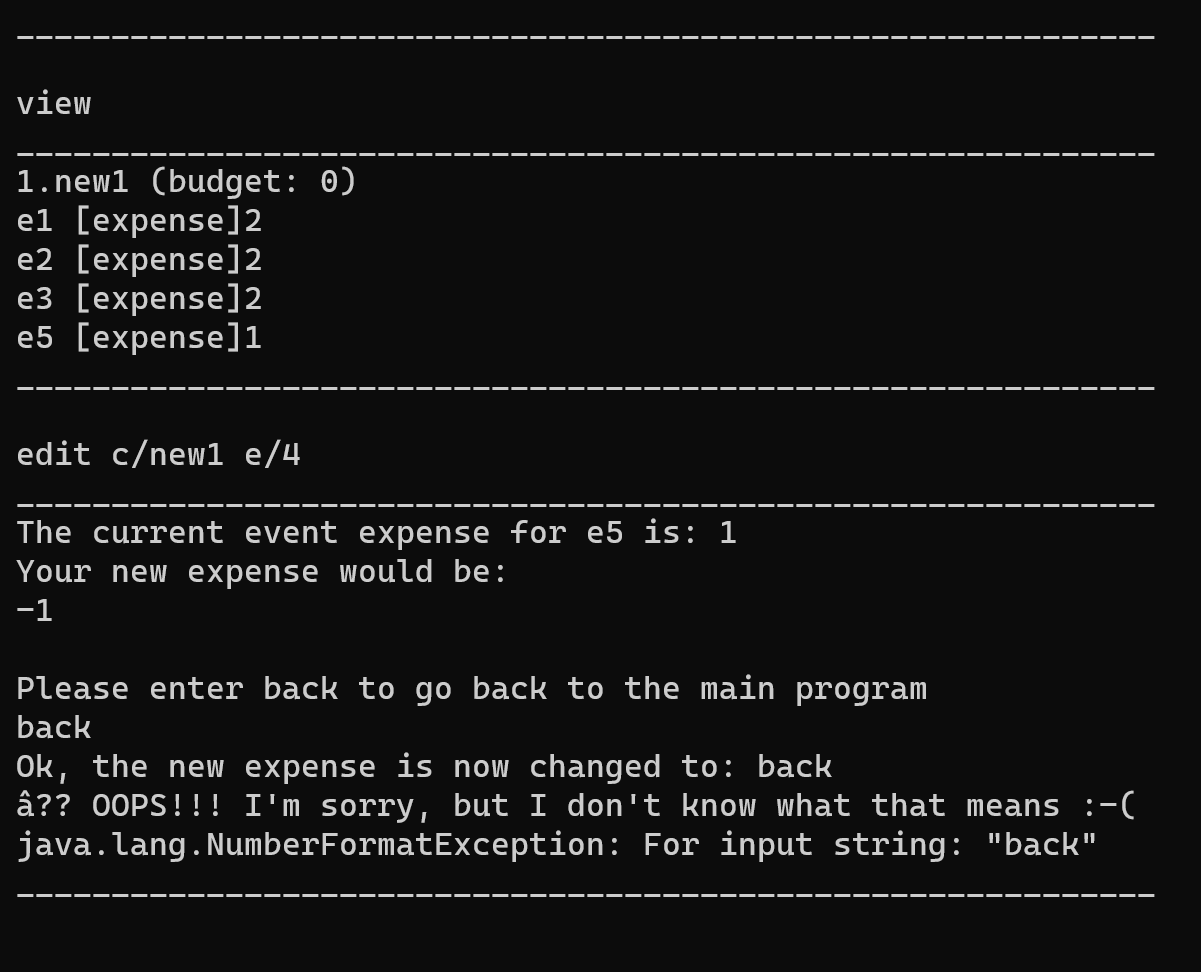 ____________________________________________________________
view
____________________________________________________________
1.new1 (budget: 0)
e1 [expense]2
e2 [expense]2
e3 [expense]2
e5 [expense]1
____________________________________________________________
edit c/new1 e/4
____________________________________________________________
The current event expense for e5 is: 1
Your new expense would be:
-1
Please enter back to go back to the main program
back
Ok, the new expense is now changed to: back
â?? OOPS!!! I'm sorry, but I don't know what that means :-(
java.lang.NumberFormatException: For input string: "back"
____________________________________________________________